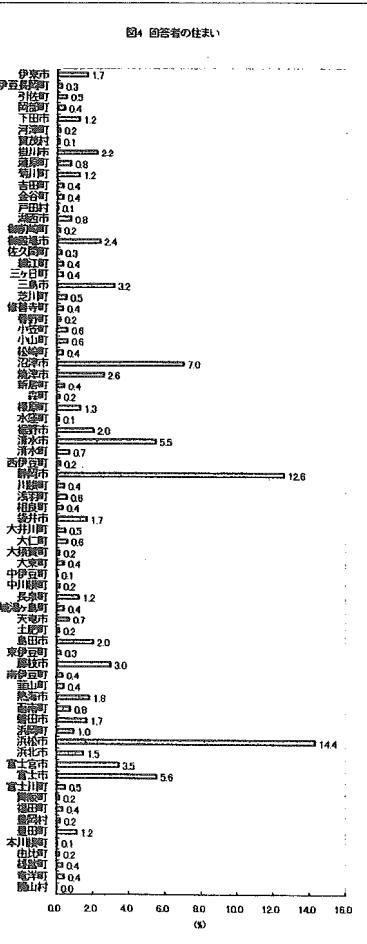 図4 回答者の住まい
伊東市 1.7
伊豆長岡町 0.3
引佐町 0.5
岡部町 0.4
下田市 1.2
河津町 0.2
賀茂村 0.1
掛川市 2.2
蒲原町 0.8
菊川町 1.2
吉田町 0.4
金谷町 0.4
戸田村 0.1
湖西市 0.8
御前崎町 0.2
御殿場市 2.4
佐久間町 0.3
細江町 0.4
三ヶ日町 0.4
三島市 3.2
芝川町 0.5
修善寺町 0.4
春野町 0.2
小笠町 0.6
小山町 0.6
松崎町 0.4
沼津市 7.0
焼津市 2.6
新居町 0.4
森町 0.2
榛原町 1.3
水窪町 0.1
裾野市 2.0
清水市 5.5
清水町 0.7
西伊豆町 0.2
静岡市 12.6
川根町 0.4
浅羽町 0.6
相良町 0.4
袋井市 1.7
大井川町 0.5
大仁町 0.6
大須賀町 0.2
大東町 0.4
中伊豆町 0.1
中川根町 0.2
長泉町 1.2
城湯ヶ島町 0.4
天竜市 0.7
土肥町 0.2
島田市 2.0
東伊豆町 0.3
藤枝市 3.0
南伊豆町 0.4
韮山町 0.4
熱海市 1.8
函南町 0.8
磐田市 1.7
浜岡町 1.0
浜松市 14.4
浜北市 1.5
富士宮市 3.5
富士市 5.6
富士川町 0.5
舞阪町 0.2
福田町 0.4
豊岡村 0.2
豊田町 1.2
本川根町 0.1
由比町 0.2
雄踏町 0.4
竜洋町 0.4
龍山村 0.0
0.0 2.0 4.0 6.0 8.0 10.0 12.0 14.0 16.0
(%)